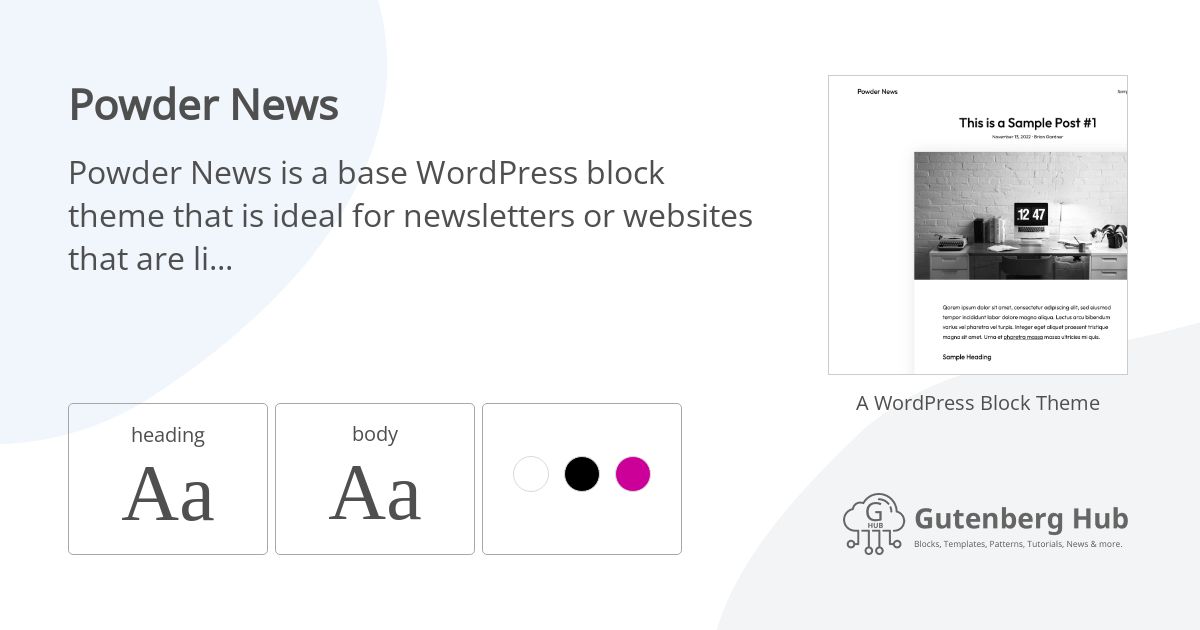 Powder News
Powder News is a base WordPress block
theme that is ideal for newsletters or websites
that are li...
heading
Aa
body
Aa
Powder News
This is a Sample Post #1
November 15, 2022 · Brian Gardner
12 47
Qorem ipsum dolor sit amet, consectetur adipiscing elit, sed eiusmod
tempor incididunt labor dolore magna aliqua. Lectus arcu bibendum
varius vel pharetra vel turpis. Integer eget aliquet praesent tristique
magna sit amet. Urna et pharetra massa massa ultricies mi quis.
Sample Heading
A WordPress Block Theme
G
HUB
Gutenberg Hub
Blocks, Templates, Patterns, Tutorials, News & more.